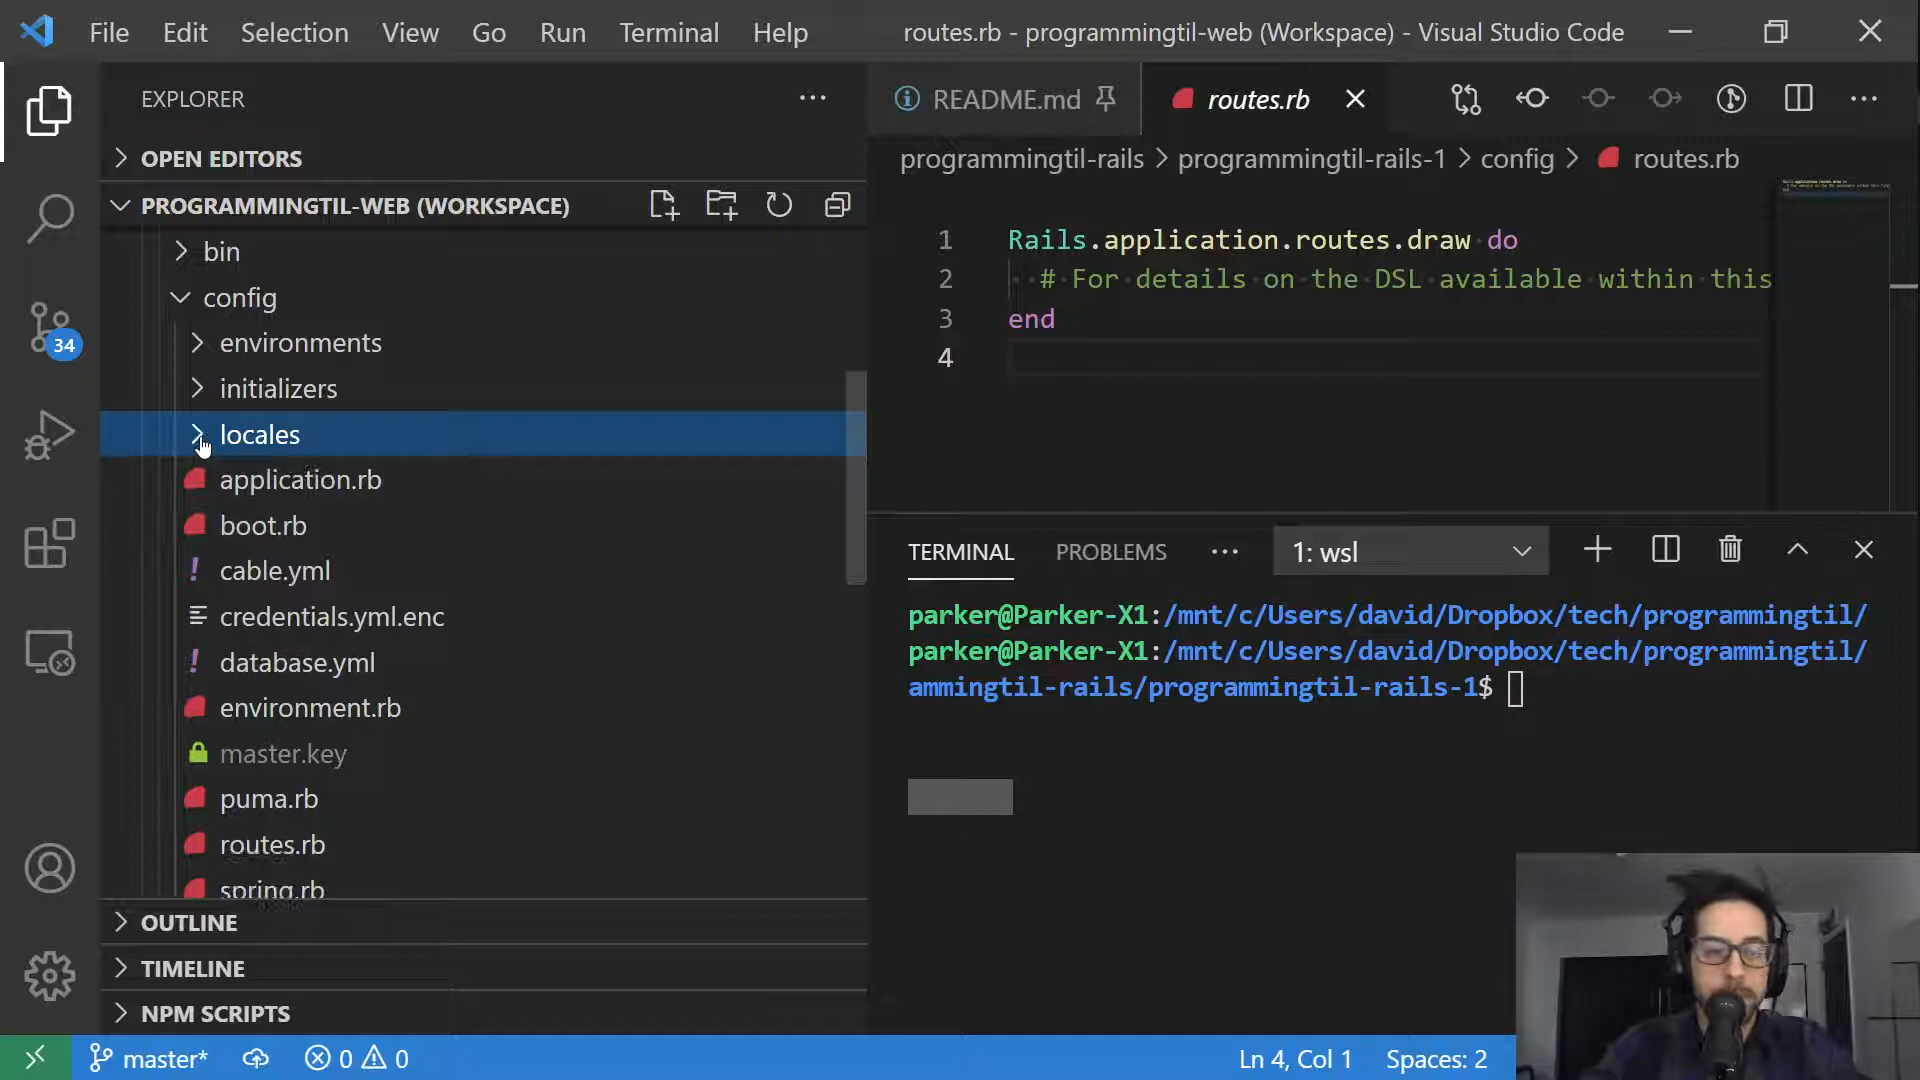 File Edit Selection View Go Run Terminal Help routes.rb - programmingtil-web (Workspace) - Visual Studio Code
EXPLORER
README.md
routes.rb
OPEN EDITORS
programmingtil-rails > programmingtil-rails-1 > config > routes.rb
PROGRAMMINGTIL-WEB (WORKSPACE)
bin
config
environments
initializers
locales
application.rb
boot.rb
cable.yml
credentials.yml.enc
database.yml
environment.rb
master.key
puma.rb
routes.rb
spring.rb
OUTLINE
TIMELINE
NPM SCRIPTS
34
1 Rails.application.routes.draw do
2 # For details on the DSL available within this
3 end
4
TERMINAL PROBLEMS 1: wsl
parker@Parker-X1:/mnt/c/Users/david/Dropbox/tech/programmingtil/
parker@Parker-X1:/mnt/c/Users/david/Dropbox/tech/programmingtil/
ammingtil-rails/programmingtil-rails-1$
master* 0 0 Ln 4, Col 1 Spaces: 2